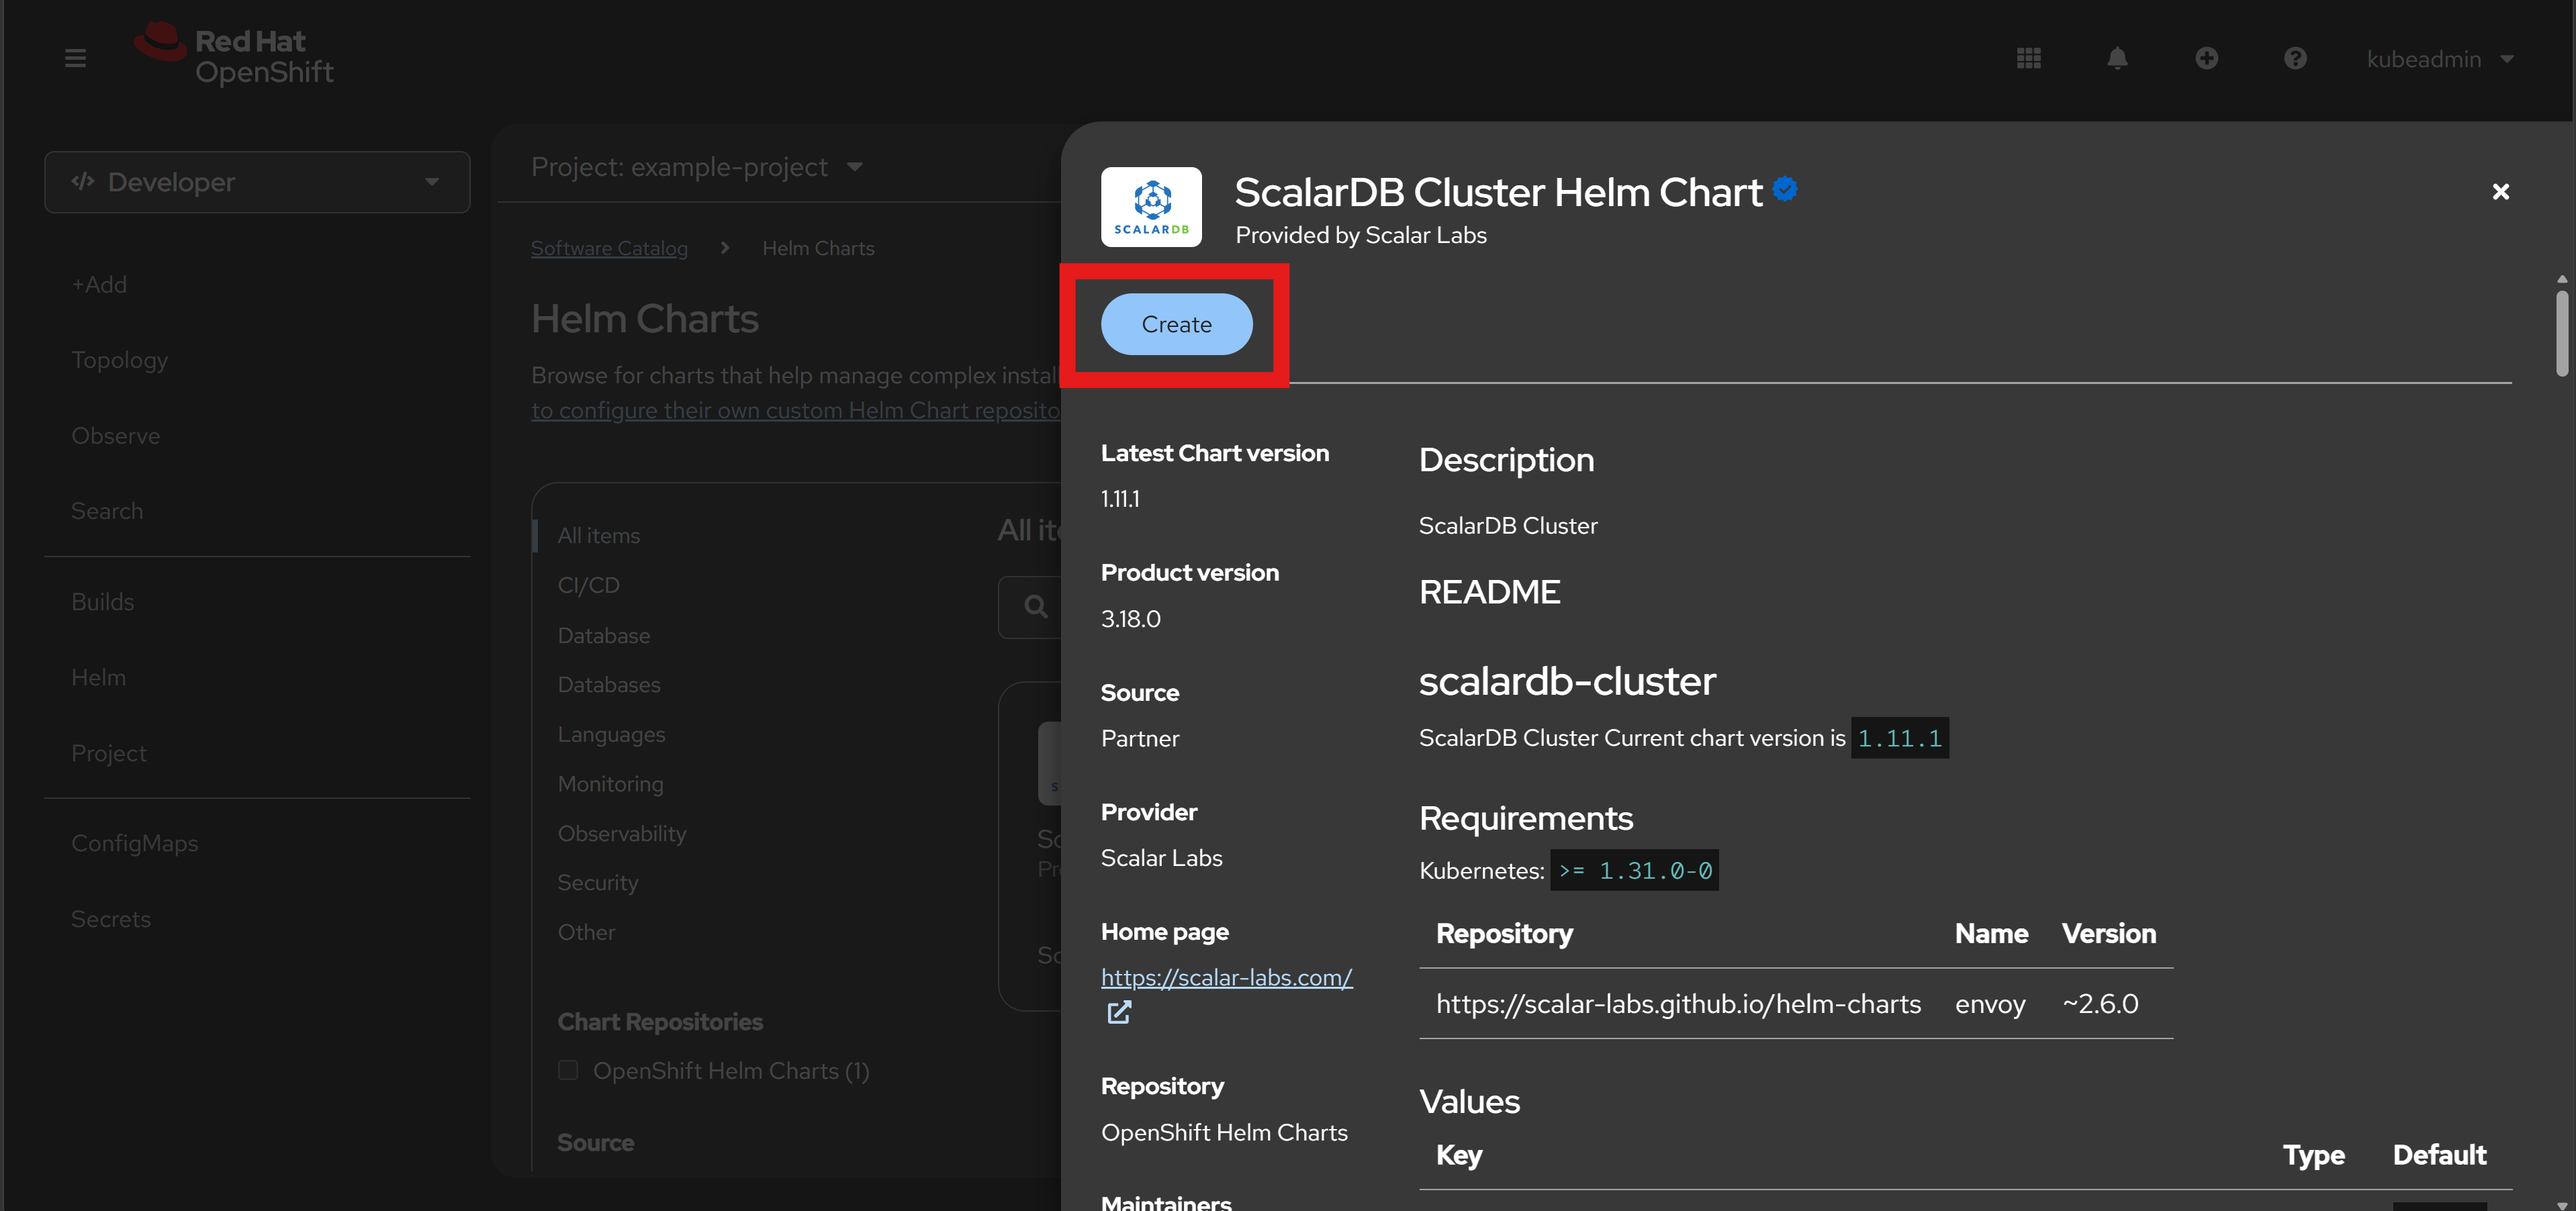 Red Hat
OpenShift
kubeadmin
</> Developer
+Add
Topology
Observe
Search
Builds
Helm
Project
ConfigMaps
Secrets
Project: example-project
Software Catalog > Helm Charts
Helm Charts
Browse for charts that help manage complex
to configure their own custom Helm Chart
All items
CI/CD
Database
Databases
Languages
Monitoring
Observability
Security
Other
Chart Repositories
OpenShift Helm Charts (1)
Source
All
SCALARDB
ScalarDB Cluster Helm Chart
Provided by Scalar Labs
Create
Latest Chart version
1.11.1
Product version
3.18.0
Source
Partner
Provider
Scalar Labs
Home page
https://scalar-labs.com/
Repository
OpenShift Helm Charts
Maintainers
Description
ScalarDB Cluster
README
scalardb-cluster
ScalarDB Cluster Current chart version is 1.11.1
Requirements
Kubernetes: >= 1.31.0-0
Repository Name Version
https://scalar-labs.github.io/helm-charts envoy ~2.6.0
Values
Key Type Default